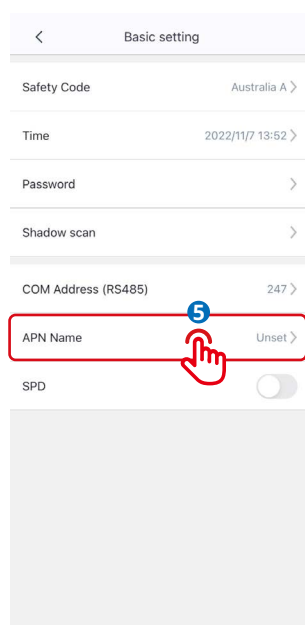 Basic setting
Safety Code Australia A
Time 2022/11/7 13:52
Password
Shadow scan
COM Address (RS485) 247
5
APN Name Unset
SPD